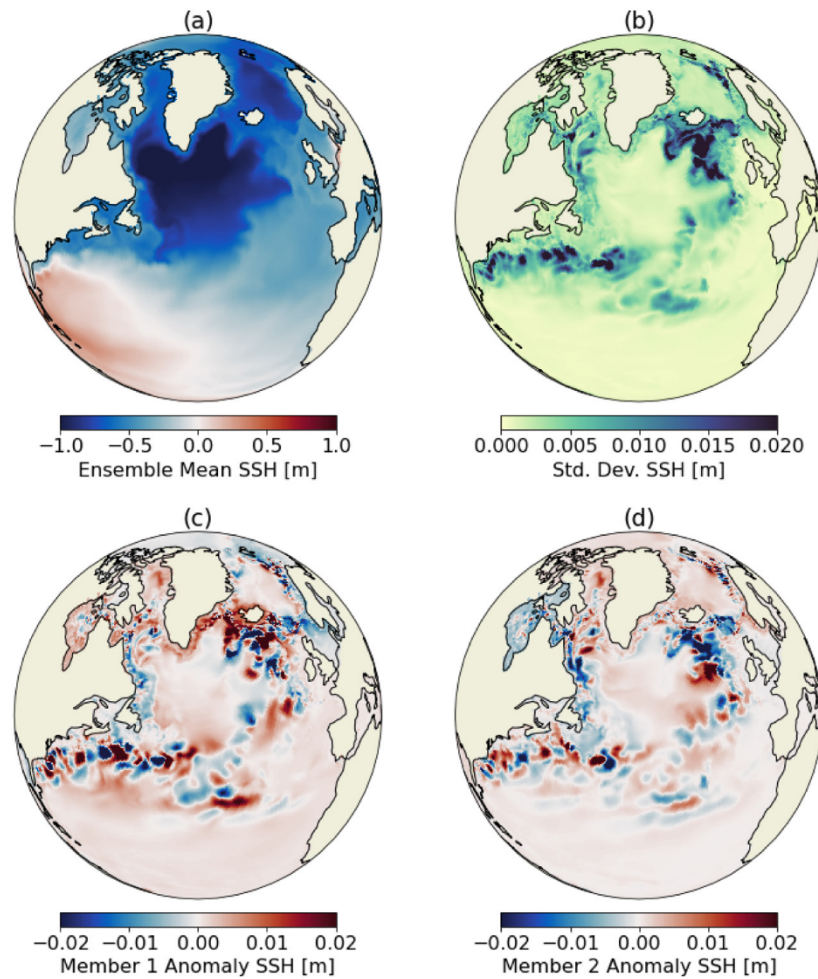 (a)
(b)
−1.0 −0.5 0.0 0.5 1.0
Ensemble Mean SSH [m]
0.000 0.005 0.010 0.015 0.020
Std. Dev. SSH [m]
(c)
(d)
−0.02 −0.01 0.00 0.01 0.02
Member 1 Anomaly SSH [m]
−0.02 −0.01 0.00 0.01 0.02
Member 2 Anomaly SSH [m]